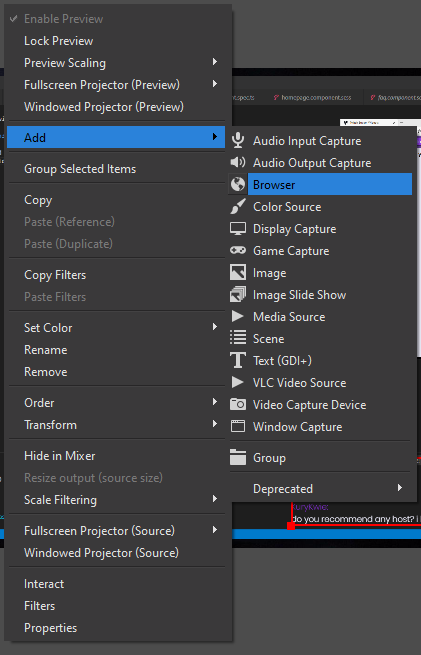 Enable Preview
Lock Preview
Preview Scaling
Fullscreen Projector (Preview)
Windowed Projector (Preview)
Add
Group Selected Items
Copy
Paste (Reference)
Paste (Duplicate)
Copy Filters
Paste Filters
Set Color
Rename
Remove
Order
Transform
Hide in Mixer
Resize output (source size)
Scale Filtering
Fullscreen Projector (Source)
Windowed Projector (Source)
Interact
Filters
Properties
homepage.component.scss
faq.component.sc
Audio Input Capture
Audio Output Capture
Browser
Color Source
Display Capture
Game Capture
Image
Image Slide Show
Media Source
Scene
Text (GDI+)
VLC Video Source
Video Capture Device
Window Capture
Group
Deprecated
do you recommend any host? i